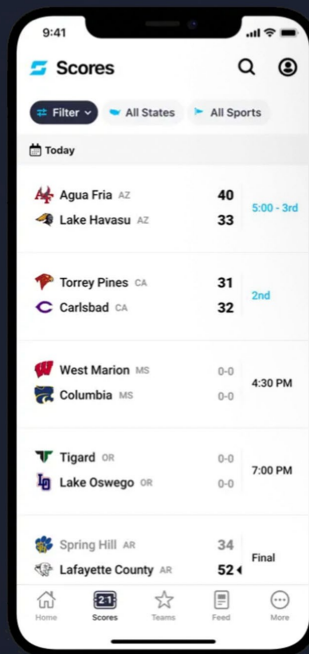 9:41
Scores
Filter
All States
All Sports
Today
Agua Fria AZ 40
Lake Havasu AZ 33
5:00 - 3rd
Torrey Pines CA 31
Carlsbad CA 32
2nd
West Marion MS 0-0
Columbia MS 0-0
4:30 PM
Tigard OR 0-0
Lake Oswego OR 0-0
7:00 PM
Spring Hill AR 34
Lafayette County AR 52
Final
Home
21
Scores
Teams
Feed
More